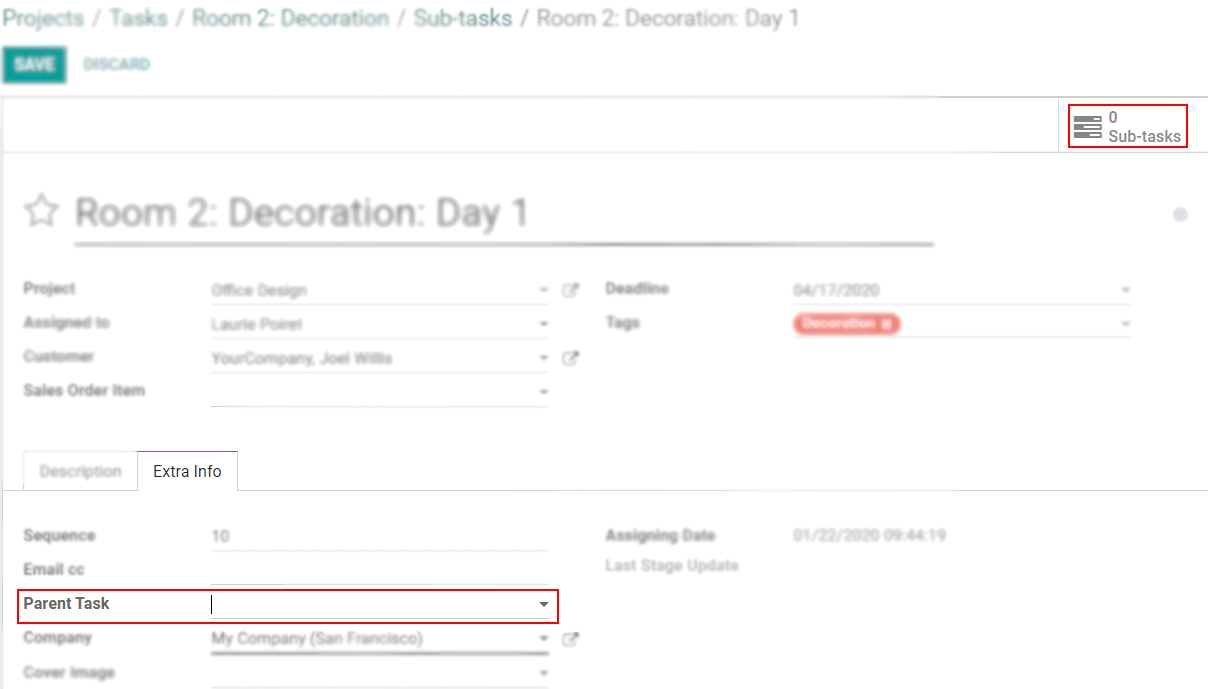 Projects / Tasks / Room 2: Decoration / Sub-tasks / Room 2: Decoration: Day 1
SAVE DISCARD
0
Sub-tasks
Room 2: Decoration: Day 1
Project Office Design Deadline 04/17/2020
Assigned to Laurie Poiret Tags Decoration
Customer YourCompany, Joel Willis
Sales Order Item
Description Extra Info
Sequence 10 Assigning Date 01/22/2020 09:44:19
Email cc Last Stage Update
Parent Task
Company My Company (San Francisco)
Cover Image